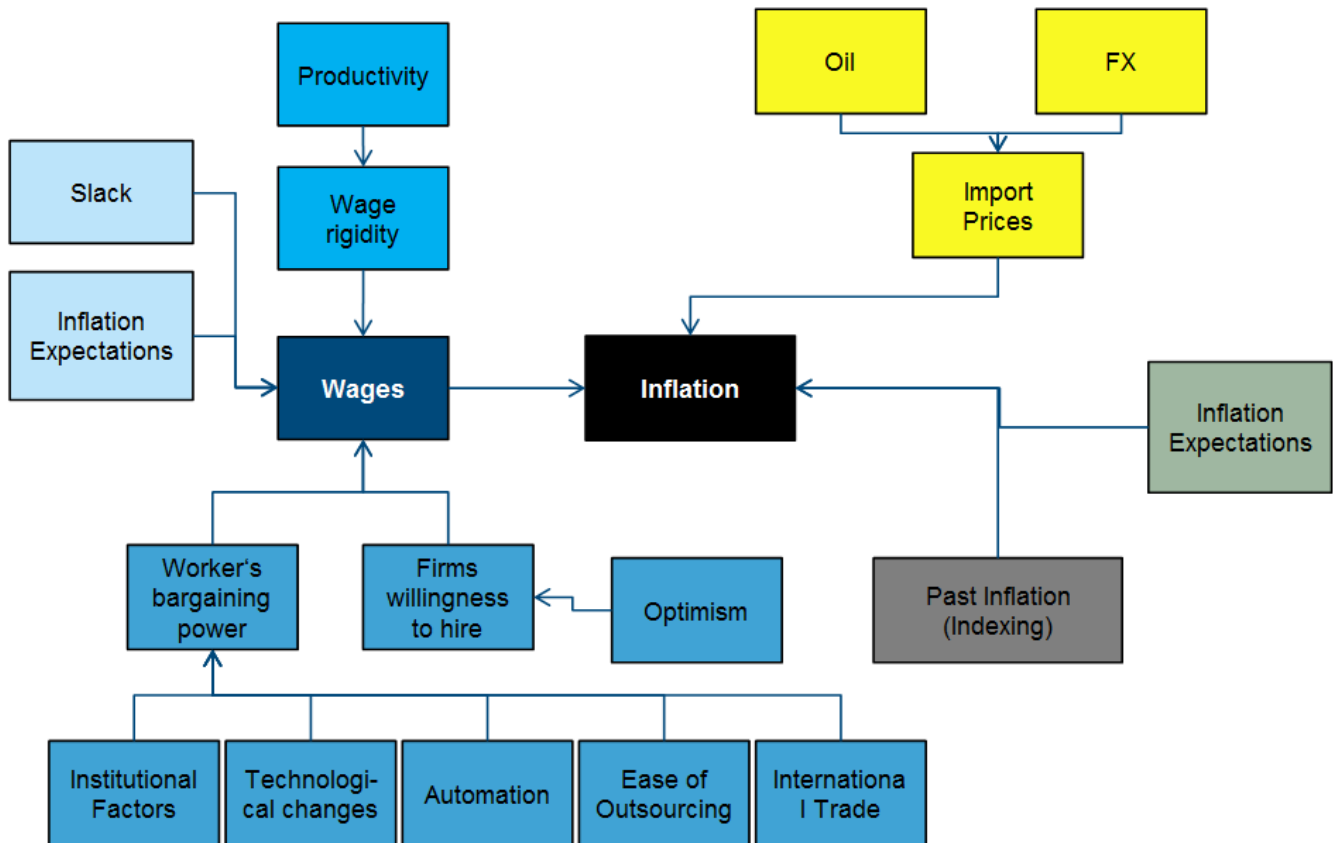 Productivity
Oil
FX
Slack
Wage
rigidity
Import
Prices
Inflation
Expectations
Wages
Inflation
Inflation
Expectations
Worker‘s
bargaining
power
Firms
willingness
to hire
Optimism
Past Inflation
(Indexing)
Institutional
Factors
Technologi-
cal changes
Automation
Ease of
Outsourcing
Internationa
l Trade